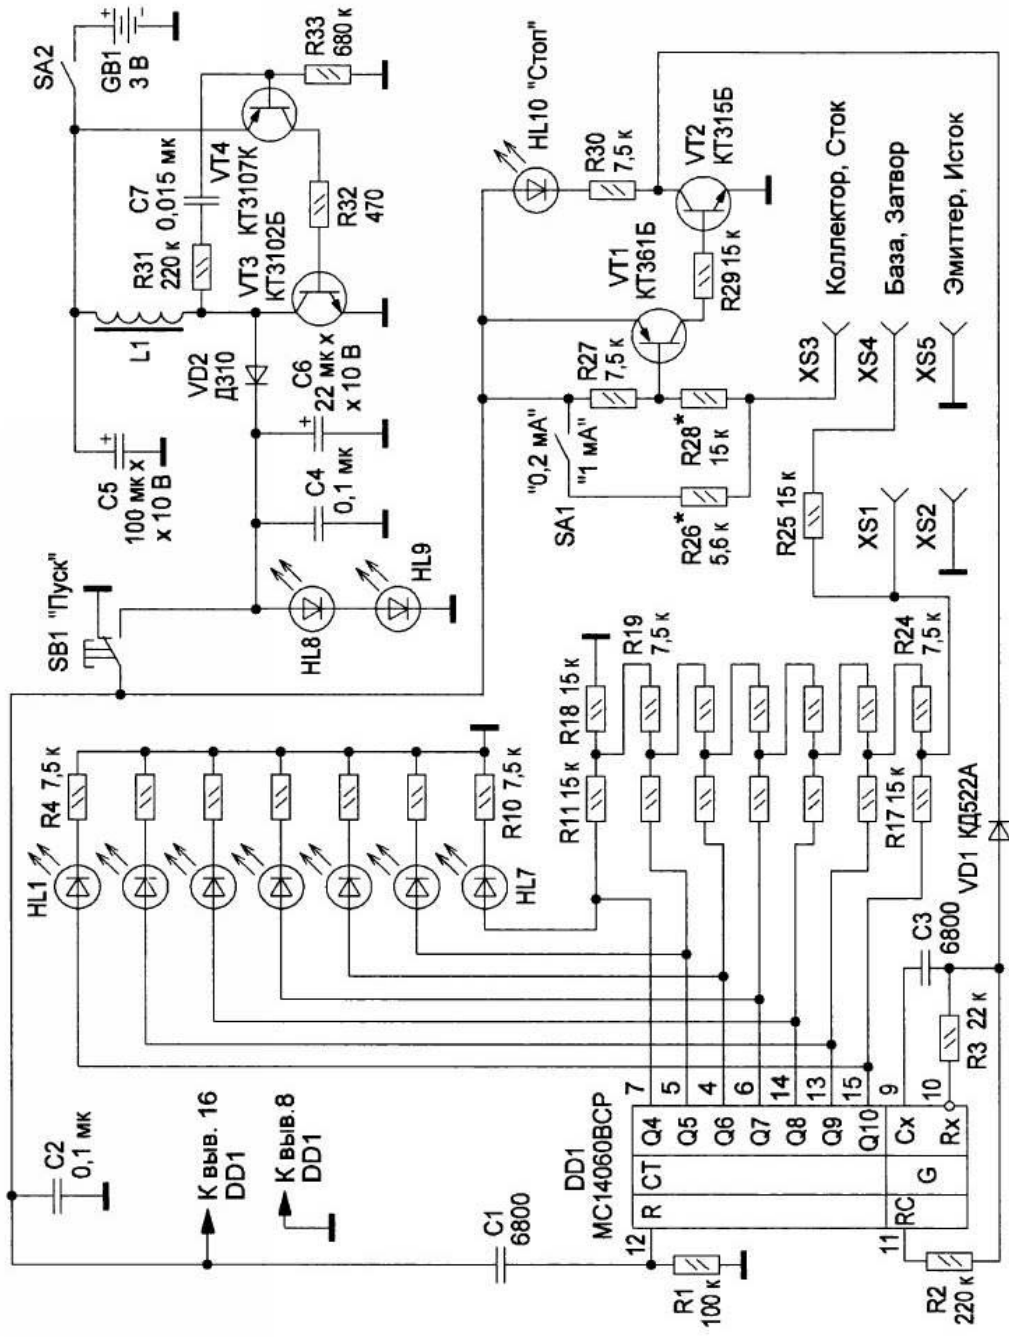 SA2
GB1
3 В
R33
680 к
VT4
КТ3107К
C7
0,015 мк
R31
220 к
R32
470
VT3
КТ3102Б
L1
VD2
Д310
C6
22 мк х
х 10 В
C4
0,1 мк
C5
100 мк х
х 10 В
SB1 "Пуск"
HL8
HL9
HL10 "Стоп"
R30
7,5 к
VT2
КТ315Б
VT1
КТ361Б
R29 15 к
R27
7,5 к
"0,2 мА"
"1 мА"
SA1
R28*
15 к
R26*
5,6 к
XS3
Коллектор, Сток
XS4
База, Затвор
XS5
Эмиттер, Исток
R25 15 к
XS1
XS2
HL1
R4 7,5 к
HL7
R10 7,5 к
R11 15 к
R18 15 к
R19
7,5 к
R17 15 к
R24
7,5 к
VD1 КД522А
C3
6800
R3 22 к
C2
0,1 мк
К выв. 16
DD1
К выв. 8
DD1
C1
6800
DD1
MC14060BCP
R
CT
Q4
7
Q5
5
Q6
4
Q7
6
Q8
14
Q9
13
Q10
15
Cx
9
Rx
10
RC
G
12
11
R1
100 к
R2
220 к